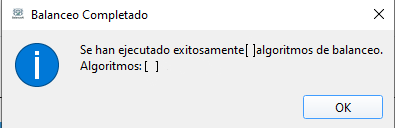 Balanceo Completado
Se han ejecutado exitosamente[ ]algoritmos de balanceo.
Algoritmos: [  ]
OK